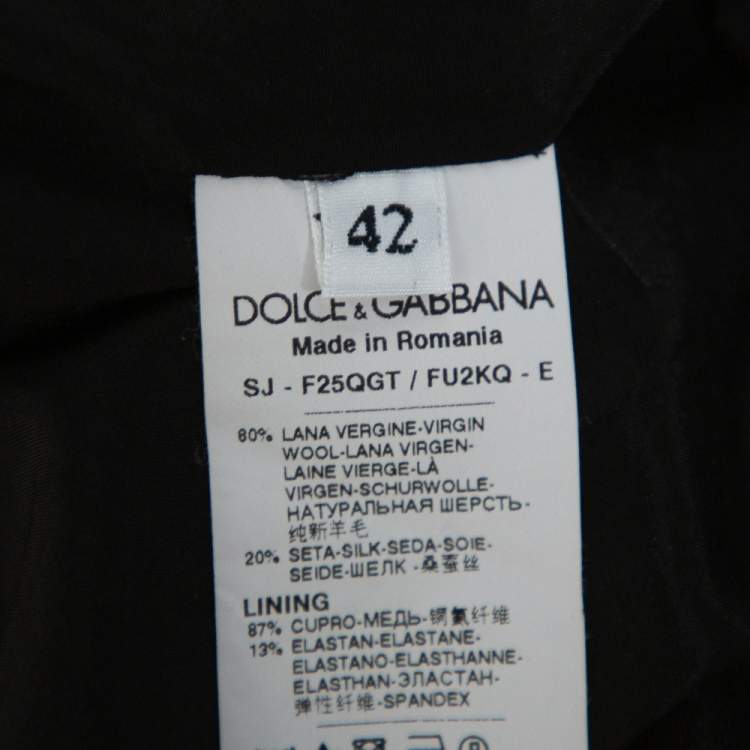 42
DOLCE & GABBANA
Made in Romania
SJ - F25QGT / FU2KQ - E
80% LANA VERGINE-VIRGIN
WOOL-LANA VIRGEN-
LAINE VIERGE-LÀ
VIRGEN-SCHURWOLLE-
НАТУРАЛЬНАЯ ШЕРСТЬ-
纯新羊毛
20% SETA-SILK-SEDA-SOIE-
SEIDE-ШЕЛК -桑蚕丝
LINING
87% CUPRO-МЕДЬ-铜氨纤维
13% ELASTAN-ELASTANE-
ELASTANO-ELASTHANNE-
ELASTHAN-ЭЛАСТАН-
弹性纤维-SPANDEX